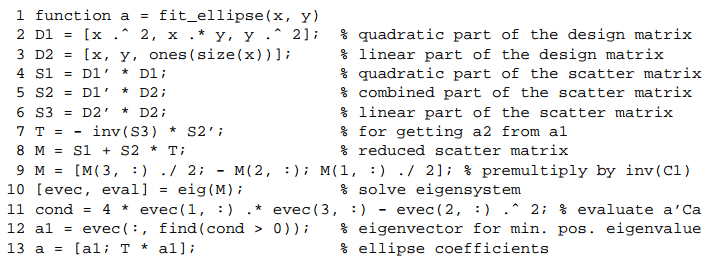 1 function a = fit_ellipse(x, y)
2 D1 = [x .^ 2, x .* y, y .^ 2]; % quadratic part of the design matrix
3 D2 = [x, y, ones(size(x))]; % linear part of the design matrix
4 S1 = D1’ * D1; % quadratic part of the scatter matrix
5 S2 = D1’ * D2; % combined part of the scatter matrix
6 S3 = D2’ * D2; % linear part of the scatter matrix
7 T = - inv(S3) * S2’; % for getting a2 from a1
8 M = S1 + S2 * T; % reduced scatter matrix
9 M = [M(3, :) ./ 2; - M(2, :); M(1, :) ./ 2]; % premultiply by inv(C1)
10 [evec, eval] = eig(M); % solve eigensystem
11 cond = 4 * evec(1, :) .* evec(3, :) - evec(2, :) .^ 2; % evaluate a’Ca
12 a1 = evec(:, find(cond > 0)); % eigenvector for min. pos. eigenvalue
13 a = [a1; T * a1]; % ellipse coefficients